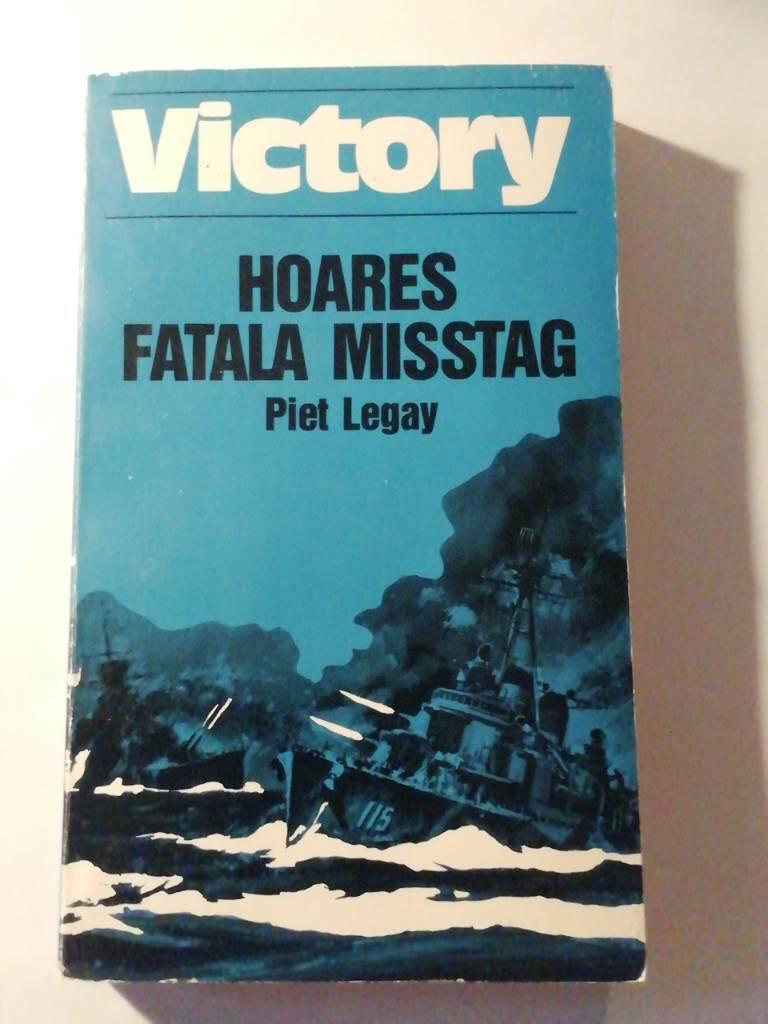 Victory
HOARES
FATALA MISSTAG
Piet Legay
115